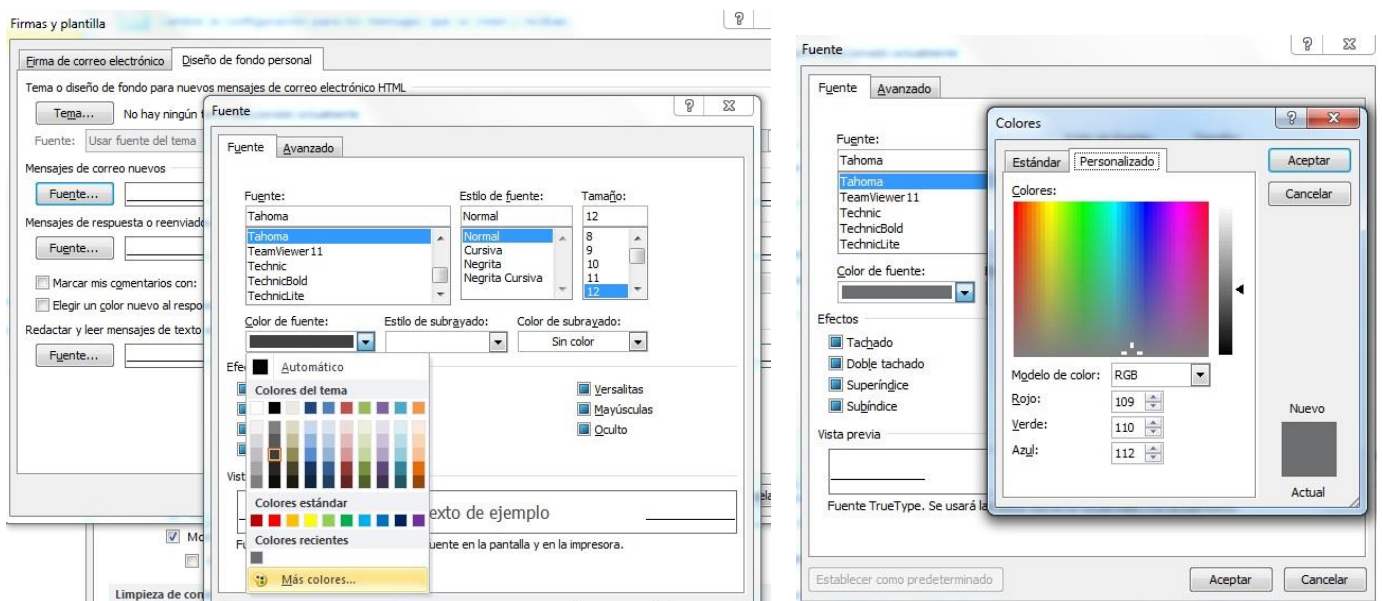 Firmas y plantilla
Firma de correo electrónico
Diseño de fondo personal
Tema o diseño de fondo para nuevos mensajes de correo electrónico HTML
Tema...
No hay ningún
Fuente:
Usar fuente del tema
Mensajes de correo nuevos
Fuente...
Mensajes de respuesta o reenviado
Fuente...
Marcar mis comentarios con:
Elegir un color nuevo al respo
Redactar y leer mensajes de texto
Fuente...
Mo
Limpieza de con
Fuente
Fuente
Avanzado
Fuente:
Estilo de fuente:
Tamaño:
Tahoma
Normal
12
Tahoma
TeamViewer11
Technic
TechnicBold
TechnicLite
Normal
Cursiva
Negrita
Negrita Cursiva
8
9
10
11
12
Color de fuente:
Estilo de subrayado:
Color de subrayado:
Sin color
Efe
Automático
Colores del tema
Colores estándar
Colores recientes
Más colores...
Versalitas
Mayúsculas
Oculto
Vist
exto de ejemplo
uente en la pantalla y en la impresora.
Fuente
Fuente
Avanzado
Fuente:
Tahoma
Tahoma
TeamViewer11
Technic
TechnicBold
TechnicLite
Color de fuente:
Efectos
Tachado
Doble tachado
Superíndice
Subíndice
Vista previa
Fuente TrueType. Se usará la
Establecer como predeterminado
Aceptar
Cancelar
Colores
Estándar
Personalizado
Aceptar
Cancelar
Colores:
Modelo de color:
RGB
Rojo:
109
Verde:
110
Azul:
112
Nuevo
Actual